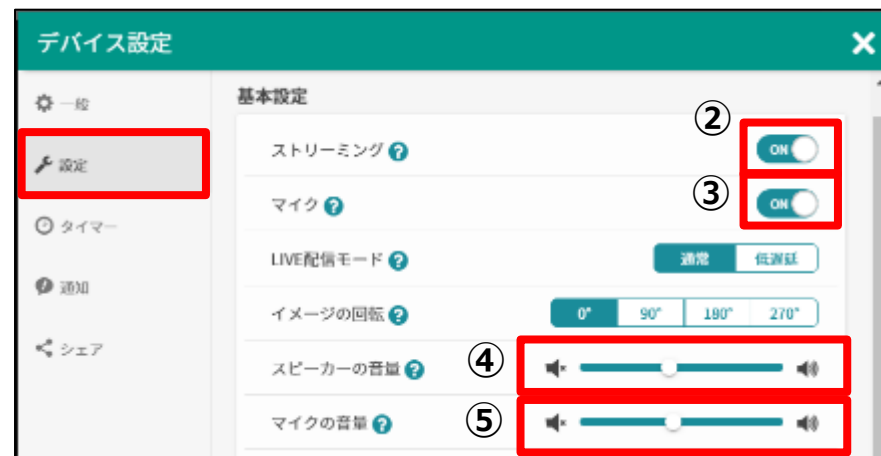 デバイス設定
一般
設定
タイマー
通知
シェア
基本設定
ストリーミング ?
② ON
マイク ?
③ ON
LIVE配信モード ?
通常 低遅延
イメージの回転 ?
0° 90° 180° 270°
スピーカーの音量 ?
④
マイクの音量 ?
⑤